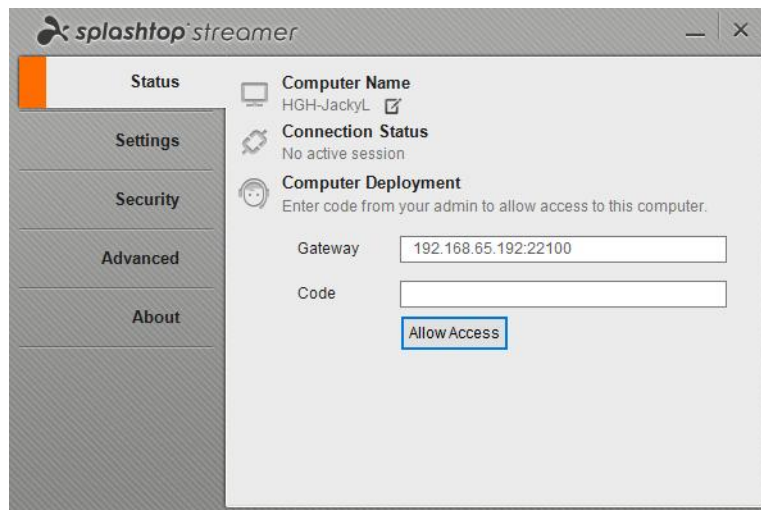 splashtop streamer
Status
Settings
Security
Advanced
About
Computer Name
HGH-JackyL
Connection Status
No active session
Computer Deployment
Enter code from your admin to allow access to this computer.
Gateway 192.168.65.192:22100
Code
Allow Access